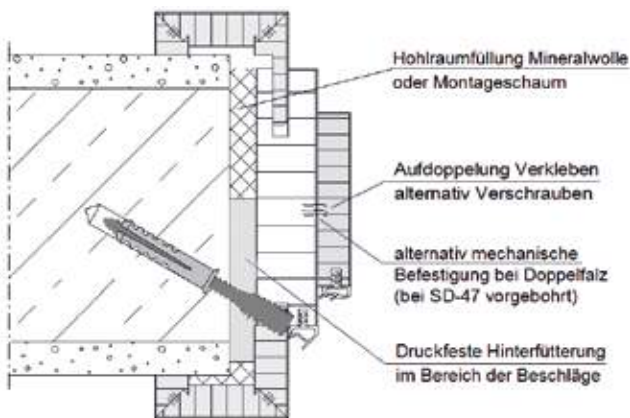 Hohlraumfüllung Mineralwolle
oder Montageschaum
Aufdoppelung Verkleben
alternativ Verschrauben
alternativ mechanische
Befestigung bei Doppelfalz
(bei SD-47 vorgebohrt)
Druckfeste Hinterfütterung
im Bereich der Beschläge